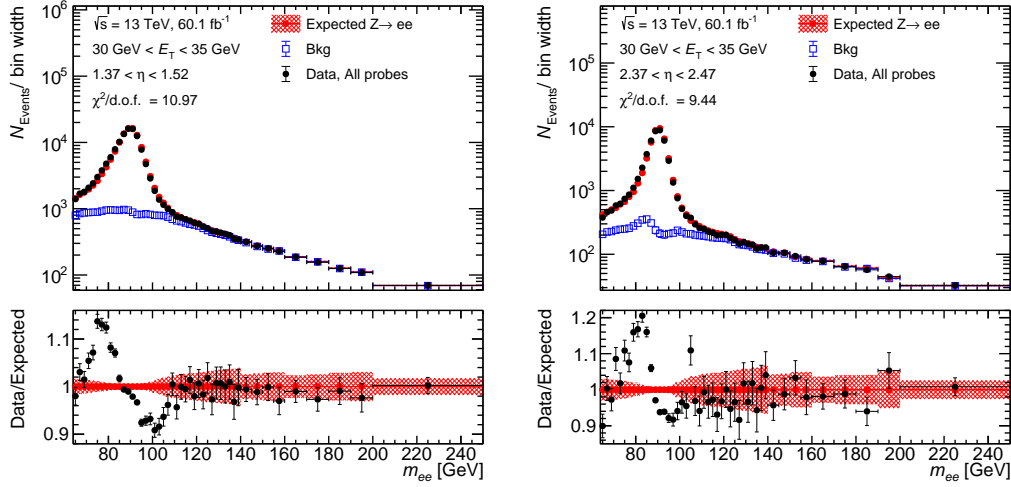 10⁶
10⁵
10⁴
10³
10²
N_Events/ bin width
√s = 13 TeV, 60.1 fb⁻¹
30 GeV < E_T < 35 GeV
1.37 < η < 1.52
χ²/d.o.f. = 10.97
Expected Z→ ee
Bkg
Data, All probes
1.1
1
0.9
Data/Expected
80 100 120 140 160 180 200 220 240
m_ee [GeV]
10⁶
10⁵
10⁴
10³
10²
N_Events/ bin width
√s = 13 TeV, 60.1 fb⁻¹
30 GeV < E_T < 35 GeV
2.37 < η < 2.47
χ²/d.o.f. = 9.44
Expected Z→ ee
Bkg
Data, All probes
1.2
1.1
1
0.9
Data/Expected
80 100 120 140 160 180 200 220 240
m_ee [GeV]